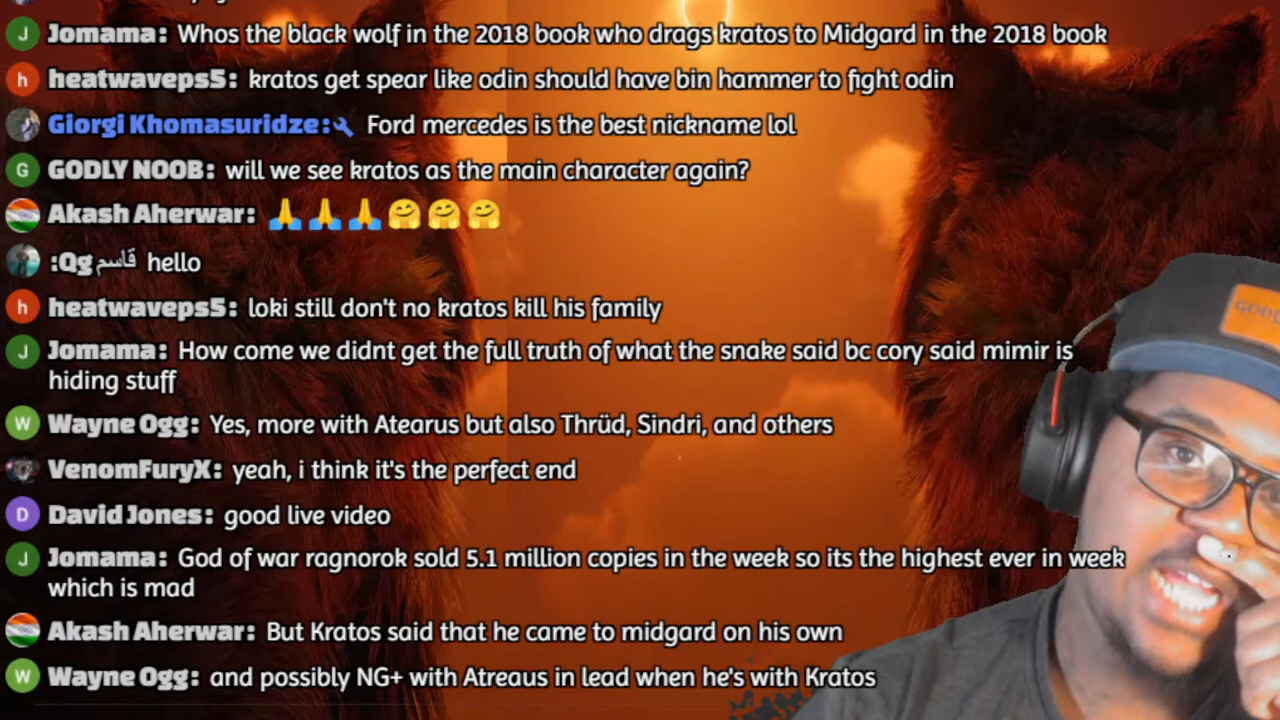 Jomama: Whos the black wolf in the 2018 book who drags kratos to Midgard in the 2018 book
heatwaveps5: kratos get spear like odin should have bin hammer to fight odin
Giorgi Khomasuridze: Ford mercedes is the best nickname lol
GODLY NOOB: will we see kratos as the main character again?
Akash Aherwar: 🙏🙏🙏🤗🤗🤗
:Qg قاسم hello
heatwaveps5: loki still don't no kratos kill his family
Jomama: How come we didnt get the full truth of what the snake said bc cory said mimir is
hiding stuff
Wayne Ogg: Yes, more with Atearus but also Thrüd, Sindri, and others
VenomFuryX: yeah, i think it's the perfect end
David Jones: good live video
Jomama: God of war ragnorok sold 5.1 million copies in the week so its the highest ever in week
which is mad
Akash Aherwar: But Kratos said that he came to midgard on his own
Wayne Ogg: and possibly NG+ with Atreaus in lead when he's with Kratos